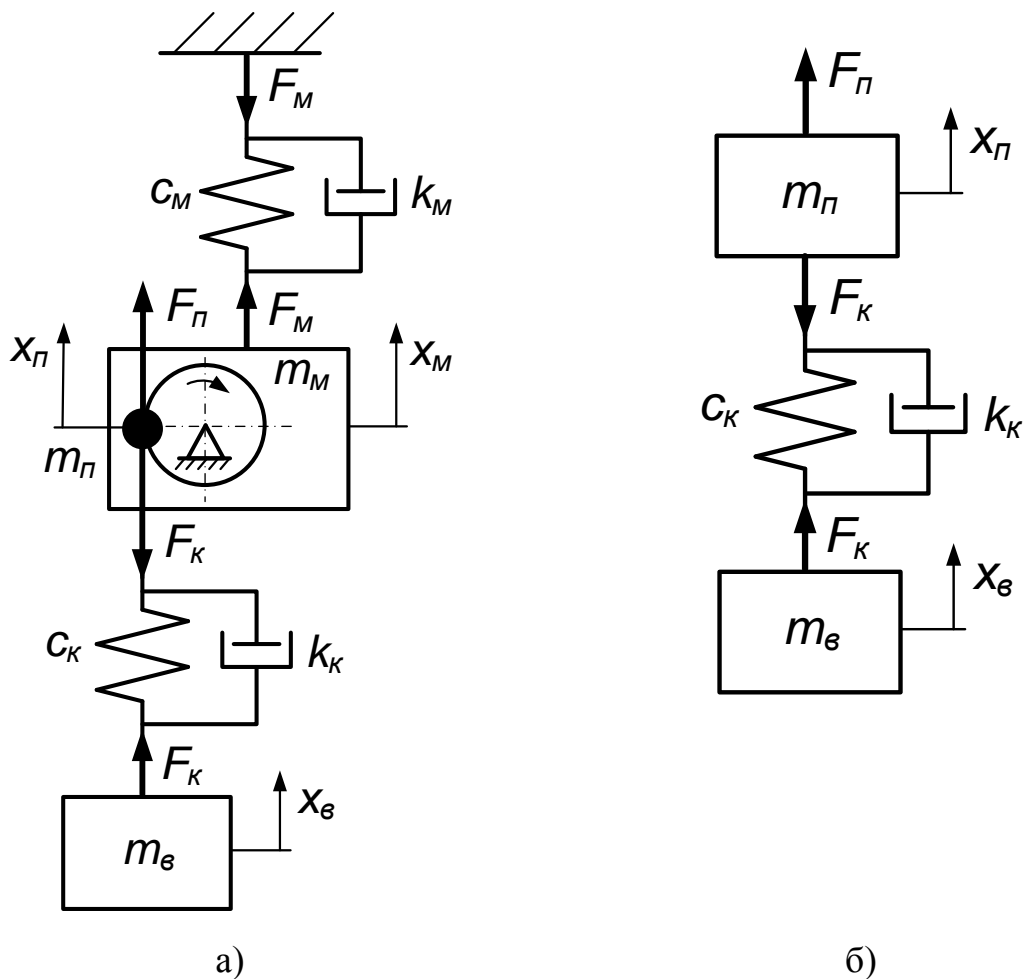 F_м
c_м
k_м
F_п
F_м
x_п
x_м
m_м
m_п
F_к
c_к
k_к
F_к
x_в
m_в
а)
F_п
x_п
m_п
F_к
c_к
k_к
F_к
x_в
m_в
б)